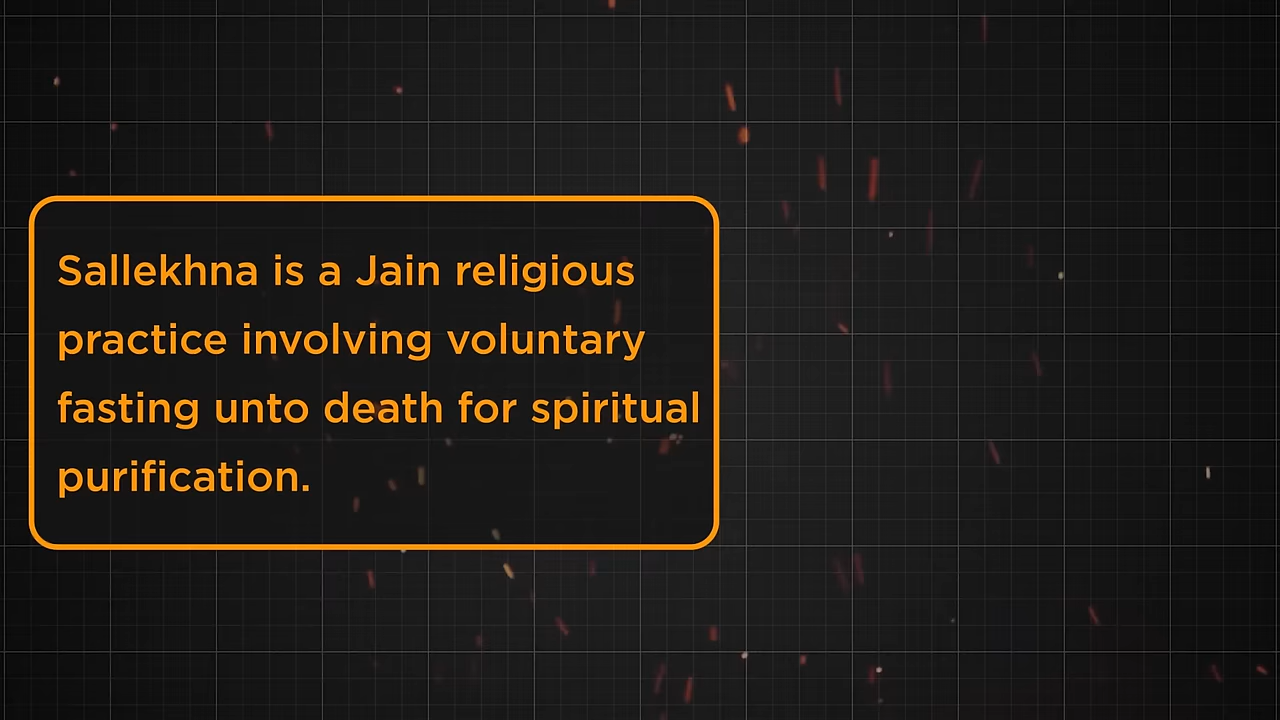 Sallekhna is a Jain religious
practice involving voluntary
fasting unto death for spiritual
purification.